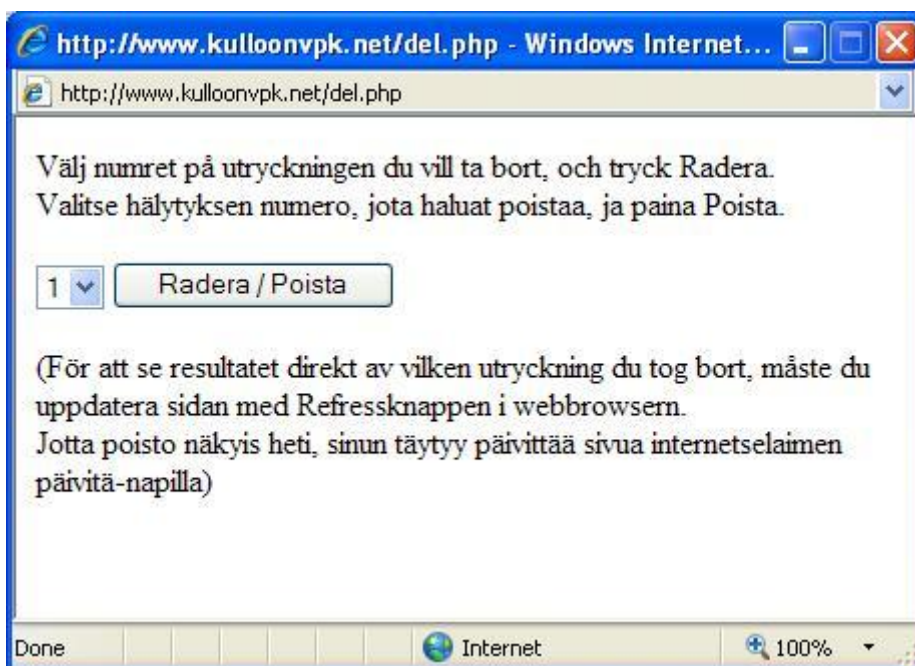 http://www.kulloonvpk.net/del.php - Windows Internet...
http://www.kulloonvpk.net/del.php
Välj numret på utryckningen du vill ta bort, och tryck Radera.
Valitse hälytyksen numero, jota haluat poistaa, ja paina Poista.
1 Radera / Poista
(För att se resultatet direkt av vilken utryckning du tog bort, måste du
uppdatera sidan med Refressknappen i webbrowsern.
Jotta poisto näkyis heti, sinun täytyy päivittää sivua internetselaimen
päivitä-napilla)
Done Internet 100%